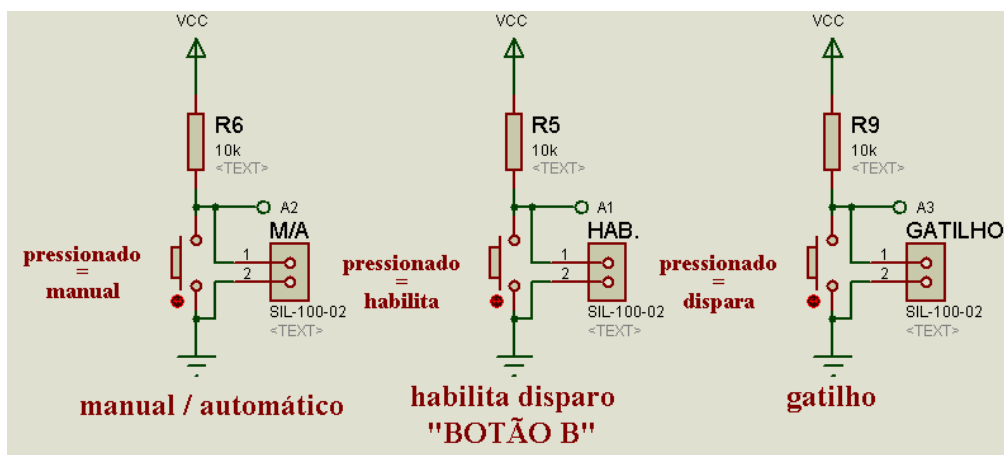 VCC
R6
10k
<TEXT>
A2
M/A
1
2
SIL-100-02
<TEXT>
pressionado
=
manual
manual / automático
VCC
R5
10k
<TEXT>
A1
HAB.
1
2
SIL-100-02
<TEXT>
pressionado
=
habilita
habilita disparo
"BOTÃO B"
VCC
R9
10k
<TEXT>
A3
GATILHO
1
2
SIL-100-02
<TEXT>
pressionado
=
dispara
gatilho